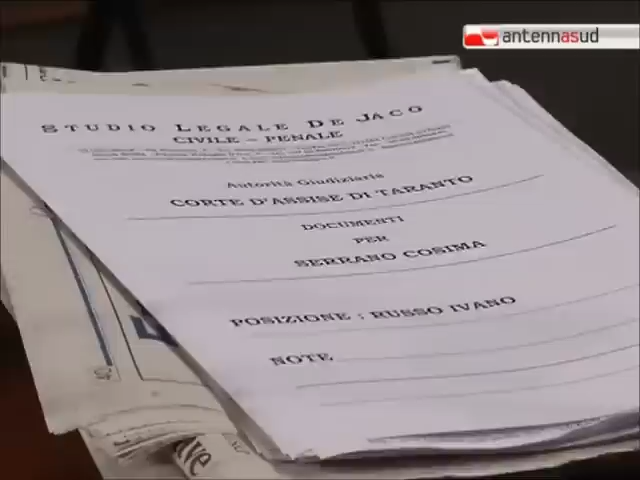 antennasud
STUDIO LEGALE DE JACO
CIVILE - PENALE
Autorità Giudiziaria
CORTE D'ASSISE DI TARANTO
DOCUMENTI
PER
SERRANO COSIMA
POSIZIONE : RUSSO IVANO
NOTE